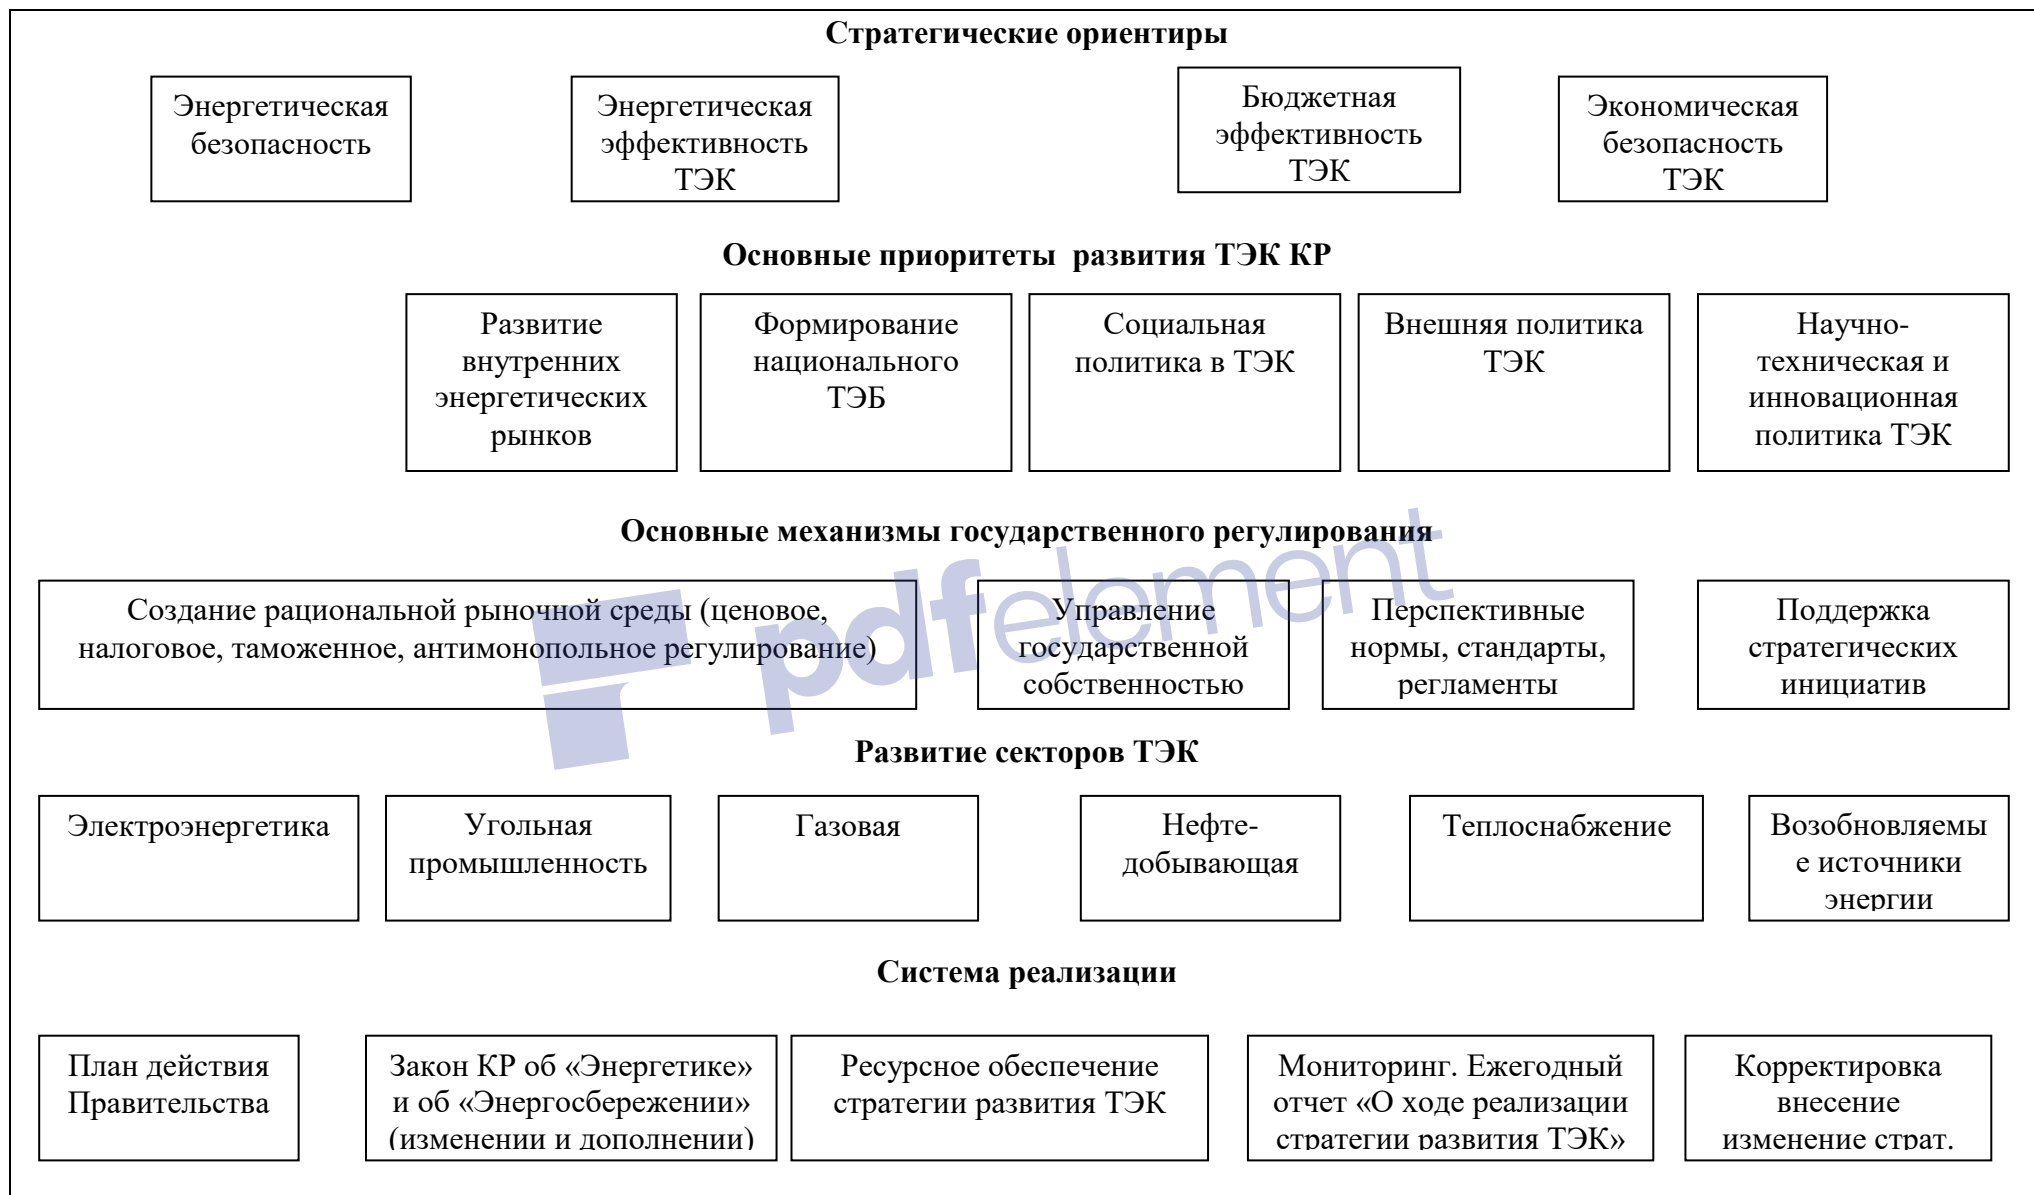 Стратегические ориентиры
Энергетическая
безопасность
Энергетическая
эффективность
ТЭК
Бюджетная
эффективность
ТЭК
Экономическая
безопасность
ТЭК
Основные приоритеты развития ТЭК КР
Развитие
внутренних
энергетических
рынков
Формирование
национального
ТЭБ
Социальная
политика в ТЭК
Внешняя политика
ТЭК
Научно-
техническая и
инновационная
политика ТЭК
Основные механизмы государственного регулирования
Создание рациональной рыночной среды (ценовое,
налоговое, таможенное, антимонопольное регулирование)
Управление
государственной
собственностью
Перспективные
нормы, стандарты,
регламенты
Поддержка
стратегических
инициатив
pdfelement
Развитие секторов ТЭК
Электроэнергетика
Угольная
промышленность
Газовая
Нефте-
добывающая
Теплоснабжение
Возобновляемы
е источники
энергии
Система реализации
План действия
Правительства
Закон КР об «Энергетике»
и об «Энергосбережении»
(изменении и дополнении)
Ресурсное обеспечение
стратегии развития ТЭК
Мониторинг. Ежегодный
отчет «О ходе реализации
стратегии развития ТЭК»
Корректировка
внесение
изменение страт.